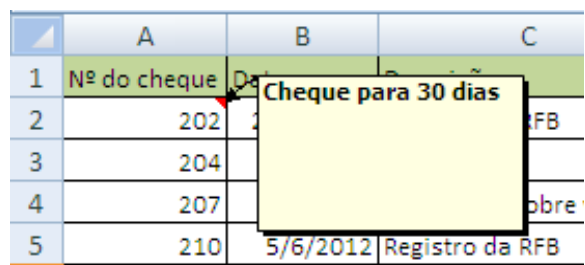 A B C
1 Nº do cheque
Cheque para 30 dias
2 202 RFB
3 204
4 207 obre
5 210 5/6/2012 Registro da RFB